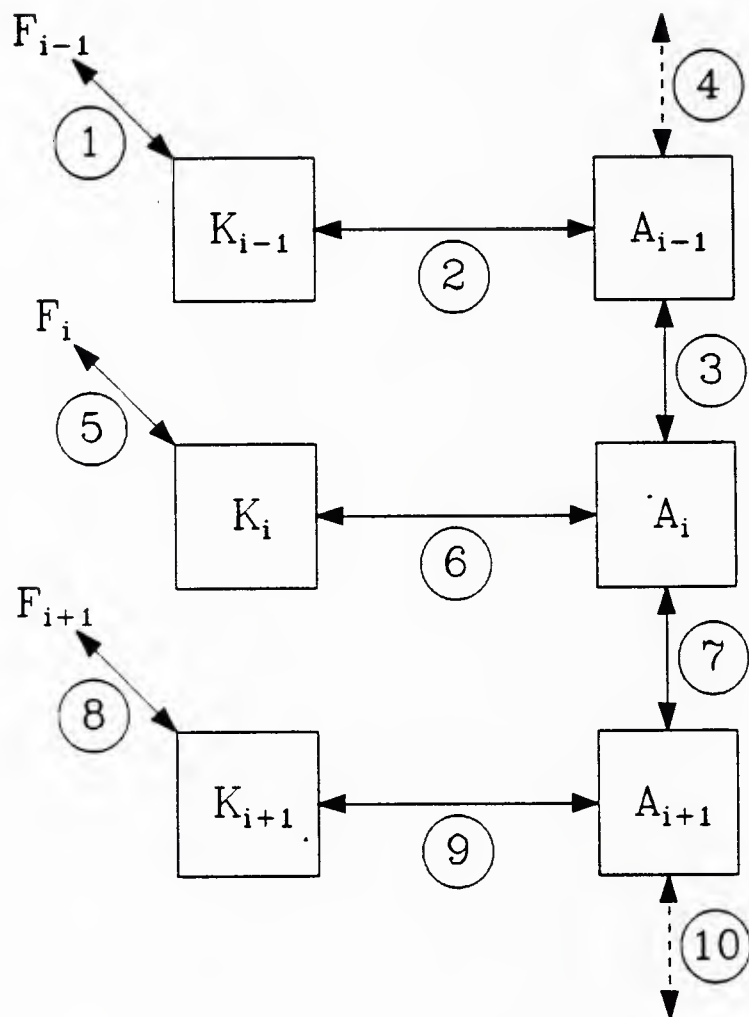 F_{i-1}
4
1
K_{i-1}
A_{i-1}
2
F_i
3
5
K_i
A_i
6
F_{i+1}
7
8
K_{i+1}
A_{i+1}
9
10